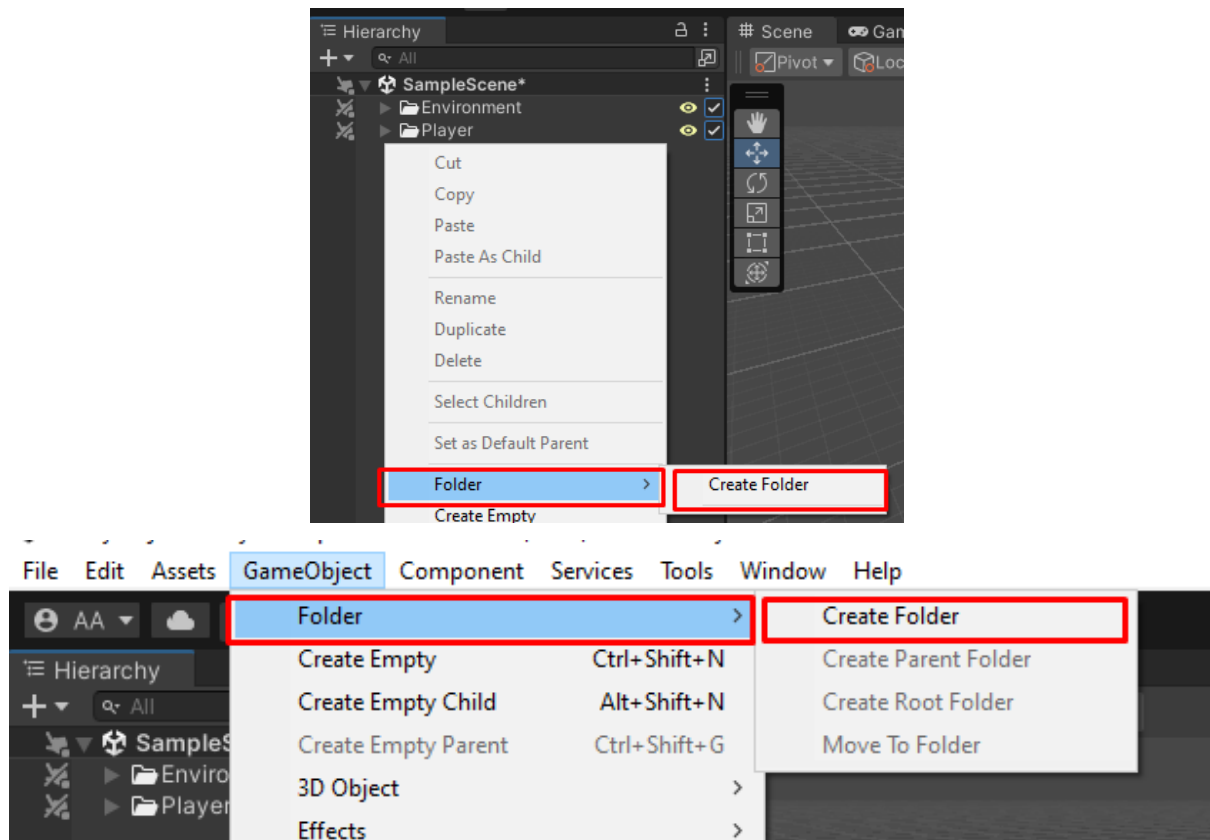 Hierarchy
# Scene
Gam
All
Pivot
Loc
SampleScene*
Environment
Player
Cut
Copy
Paste
Paste As Child
Rename
Duplicate
Delete
Select Children
Set as Default Parent
Folder
Create Folder
Create Empty
File Edit Assets GameObject Component Services Tools Window Help
AA
Folder
Create Folder
Hierarchy
Create Empty Ctrl+Shift+N
Create Parent Folder
All
Create Empty Child Alt+Shift+N
Create Root Folder
SampleS
Create Empty Parent Ctrl+Shift+G
Move To Folder
Enviro
3D Object
Player
Effects